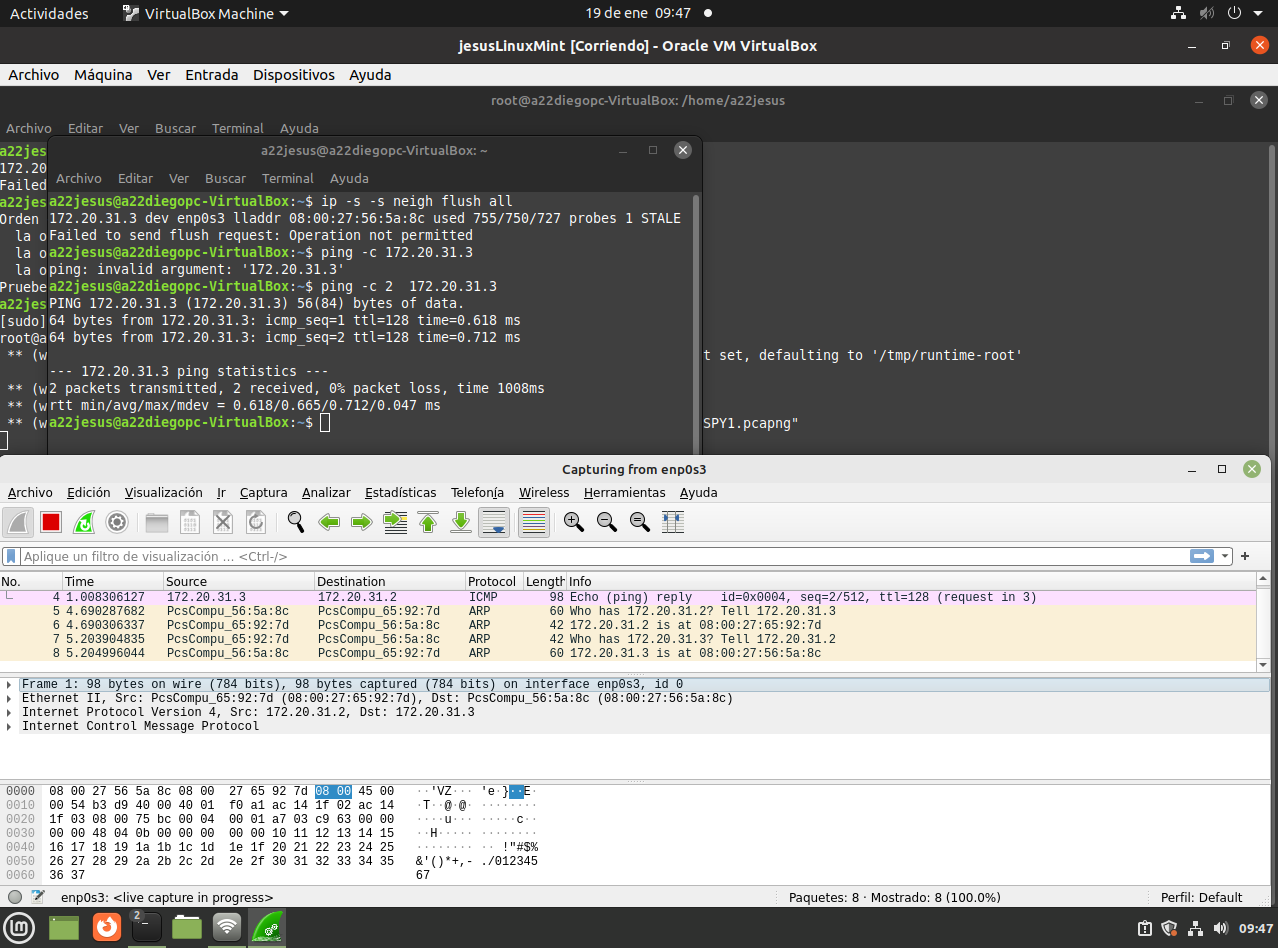 Actividades VirtualBox Machine 19 de ene 09:47
jesusLinuxMint [Corriendo] - Oracle VM VirtualBox
Archivo Máquina Ver Entrada Dispositivos Ayuda
root@a22diegopc-VirtualBox: /home/a22jesus
Archivo Editar Ver Buscar Terminal Ayuda
a22jes
172.20
Failed
a22jes
Orden
la o
la o
la o
Pruebe
a22jes
[sudo]
root@a
** (w
t set, defaulting to '/tmp/runtime-root'
** (w
** (w
** (w
SPY1.pcapng"
a22jesus@a22diegopc-VirtualBox: ~
Archivo Editar Ver Buscar Terminal Ayuda
a22jesus@a22diegopc-VirtualBox:~$ ip -s -s neigh flush all
172.20.31.3 dev enp0s3 lladdr 08:00:27:56:5a:8c used 755/750/727 probes 1 STALE
Failed to send flush request: Operation not permitted
a22jesus@a22diegopc-VirtualBox:~$ ping -c 172.20.31.3
ping: invalid argument: '172.20.31.3'
a22jesus@a22diegopc-VirtualBox:~$ ping -c 2  172.20.31.3
PING 172.20.31.3 (172.20.31.3) 56(84) bytes of data.
64 bytes from 172.20.31.3: icmp_seq=1 ttl=128 time=0.618 ms
64 bytes from 172.20.31.3: icmp_seq=2 ttl=128 time=0.712 ms
--- 172.20.31.3 ping statistics ---
2 packets transmitted, 2 received, 0% packet loss, time 1008ms
rtt min/avg/max/mdev = 0.618/0.665/0.712/0.047 ms
a22jesus@a22diegopc-VirtualBox:~$
Capturing from enp0s3
Archivo Edición Visualización Ir Captura Analizar Estadísticas Telefonía Wireless Herramientas Ayuda
Aplique un filtro de visualización … <Ctrl-/>
No. Time Source Destination Protocol Length Info
4 1.008306127 172.20.31.3 172.20.31.2 ICMP 98 Echo (ping) reply id=0x0004, seq=2/512, ttl=128 (request in 3)
5 4.690287682 PcsCompu_56:5a:8c PcsCompu_65:92:7d ARP 60 Who has 172.20.31.2? Tell 172.20.31.3
6 4.690306337 PcsCompu_65:92:7d PcsCompu_56:5a:8c ARP 42 172.20.31.2 is at 08:00:27:65:92:7d
7 5.203904835 PcsCompu_65:92:7d PcsCompu_56:5a:8c ARP 42 Who has 172.20.31.3? Tell 172.20.31.2
8 5.204996044 PcsCompu_56:5a:8c PcsCompu_65:92:7d ARP 60 172.20.31.3 is at 08:00:27:56:5a:8c
Frame 1: 98 bytes on wire (784 bits), 98 bytes captured (784 bits) on interface enp0s3, id 0
Ethernet II, Src: PcsCompu_65:92:7d (08:00:27:65:92:7d), Dst: PcsCompu_56:5a:8c (08:00:27:56:5a:8c)
Internet Protocol Version 4, Src: 172.20.31.2, Dst: 172.20.31.3
Internet Control Message Protocol
0000 08 00 27 56 5a 8c 08 00 27 65 92 7d 08 00 45 00 ··'VZ··· 'e·}··E·
0010 00 54 b3 d9 40 00 40 01 f0 a1 ac 14 1f 02 ac 14 ·T··@·@· ········
0020 1f 03 08 00 75 bc 00 04 00 01 a7 03 c9 63 00 00 ····u··· ·····c··
0030 00 00 48 04 0b 00 00 00 00 00 10 11 12 13 14 15 ··H····· ········
0040 16 17 18 19 1a 1b 1c 1d 1e 1f 20 21 22 23 24 25 ········ ·· !"#$%
0050 26 27 28 29 2a 2b 2c 2d 2e 2f 30 31 32 33 34 35 &'()*+,- ./012345
0060 36 37 67
enp0s3: <live capture in progress> Paquetes: 8 · Mostrado: 8 (100.0%) Perfil: Default
2
09:47